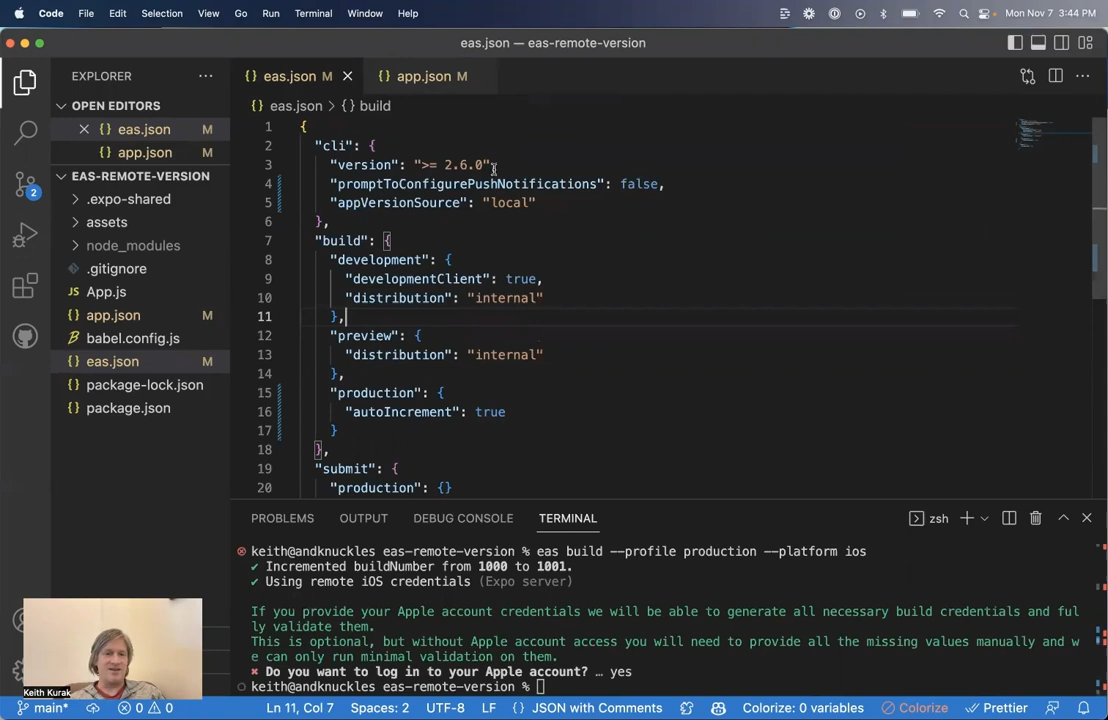 Code File Edit Selection View Go Run Terminal Window Help Mon Nov 7 3:44 PM
eas.json — eas-remote-version
EXPLORER
OPEN EDITORS
eas.json M
app.json M
EAS-REMOTE-VERSION
.expo-shared
assets
node_modules
.gitignore
App.js
app.json M
babel.config.js
eas.json M
package-lock.json
package.json
2
eas.json M app.json M
eas.json > {} build
1 {
2 "cli": {
3 "version": ">= 2.6.0",
4 "promptToConfigurePushNotifications": false,
5 "appVersionSource": "local"
6 },
7 "build": {
8 "development": {
9 "developmentClient": true,
10 "distribution": "internal"
11 },
12 "preview": {
13 "distribution": "internal"
14 },
15 "production": {
16 "autoIncrement": true
17 }
18 },
19 "submit": {
20 "production": {}
PROBLEMS OUTPUT DEBUG CONSOLE TERMINAL zsh
keith@andknuckles eas-remote-version % eas build --profile production --platform ios
✔ Incremented buildNumber from 1000 to 1001.
✔ Using remote iOS credentials (Expo server)
If you provide your Apple account credentials we will be able to generate all necessary build credentials and ful
ly validate them.
This is optional, but without Apple account access you will need to provide all the missing values manually and w
e can only run minimal validation on them.
✖ Do you want to log in to your Apple account? … yes
keith@andknuckles eas-remote-version %
Keith Kurak
main* 0 0 Ln 11, Col 7 Spaces: 2 UTF-8 LF {} JSON with Comments Colorize: 0 variables Colorize Prettier